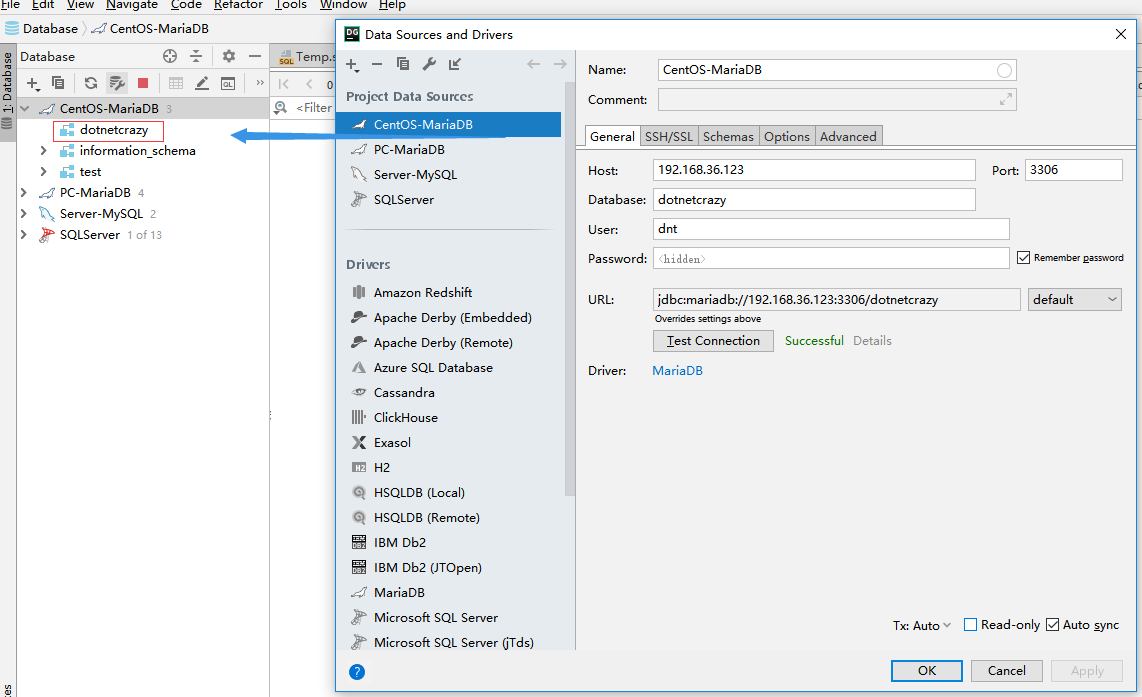 File Edit View Navigate Code Refactor Tools Window Help
Database CentOS-MariaDB
1: Database
Database
CentOS-MariaDB 3
dotnetcrazy
information_schema
test
PC-MariaDB 4
Server-MySQL 2
SQLServer 1 of 13
Temp.s
0
<Filter
Data Sources and Drivers
Project Data Sources
CentOS-MariaDB
PC-MariaDB
Server-MySQL
SQLServer
Drivers
Amazon Redshift
Apache Derby (Embedded)
Apache Derby (Remote)
Azure SQL Database
Cassandra
ClickHouse
Exasol
H2
HSQLDB (Local)
HSQLDB (Remote)
IBM Db2
IBM Db2 (JTOpen)
MariaDB
Microsoft SQL Server
Microsoft SQL Server (jTds)
Name: CentOS-MariaDB
Comment:
General SSH/SSL Schemas Options Advanced
Host: 192.168.36.123 Port: 3306
Database: dotnetcrazy
User: dnt
Password: <hidden> Remember password
URL: jdbc:mariadb://192.168.36.123:3306/dotnetcrazy default
Overrides settings above
Test Connection Successful Details
Driver: MariaDB
Tx: Auto Read-only Auto sync
OK Cancel Apply